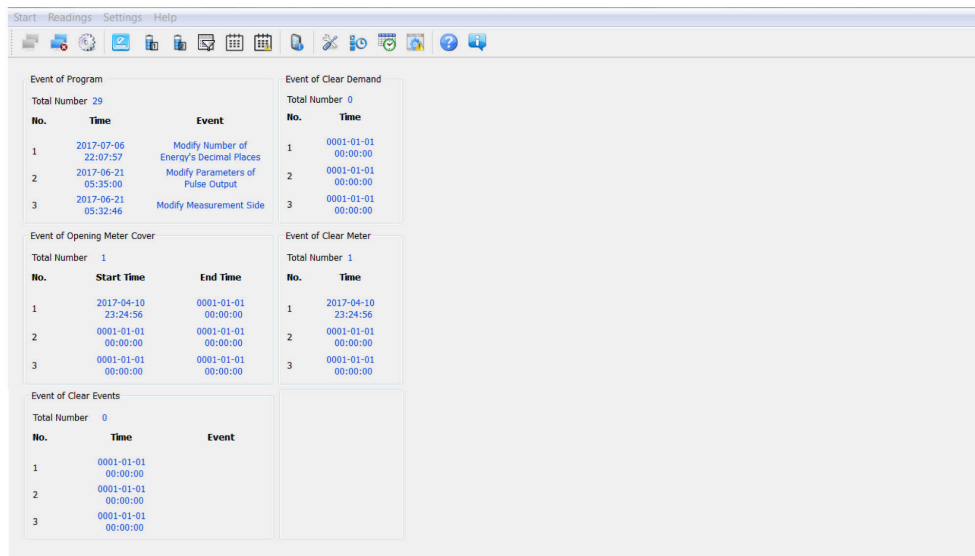 Start Readings Settings Help
Event of Program
Total Number 29
No. Time Event
1 2017-07-06 22:07:57 Modify Number of Energy's Decimal Places
2 2017-06-21 05:35:00 Modify Parameters of Pulse Output
3 2017-06-21 05:32:46 Modify Measurement Side
Event of Clear Demand
Total Number 0
No. Time
1 0001-01-01 00:00:00
2 0001-01-01 00:00:00
3 0001-01-01 00:00:00
Event of Opening Meter Cover
Total Number 1
No. Start Time End Time
1 2017-04-10 23:24:56 0001-01-01 00:00:00
2 0001-01-01 00:00:00 0001-01-01 00:00:00
3 0001-01-01 00:00:00 0001-01-01 00:00:00
Event of Clear Meter
Total Number 1
No. Time
1 2017-04-10 23:24:56
2 0001-01-01 00:00:00
3 0001-01-01 00:00:00
Event of Clear Events
Total Number 0
No. Time Event
1 0001-01-01 00:00:00
2 0001-01-01 00:00:00
3 0001-01-01 00:00:00